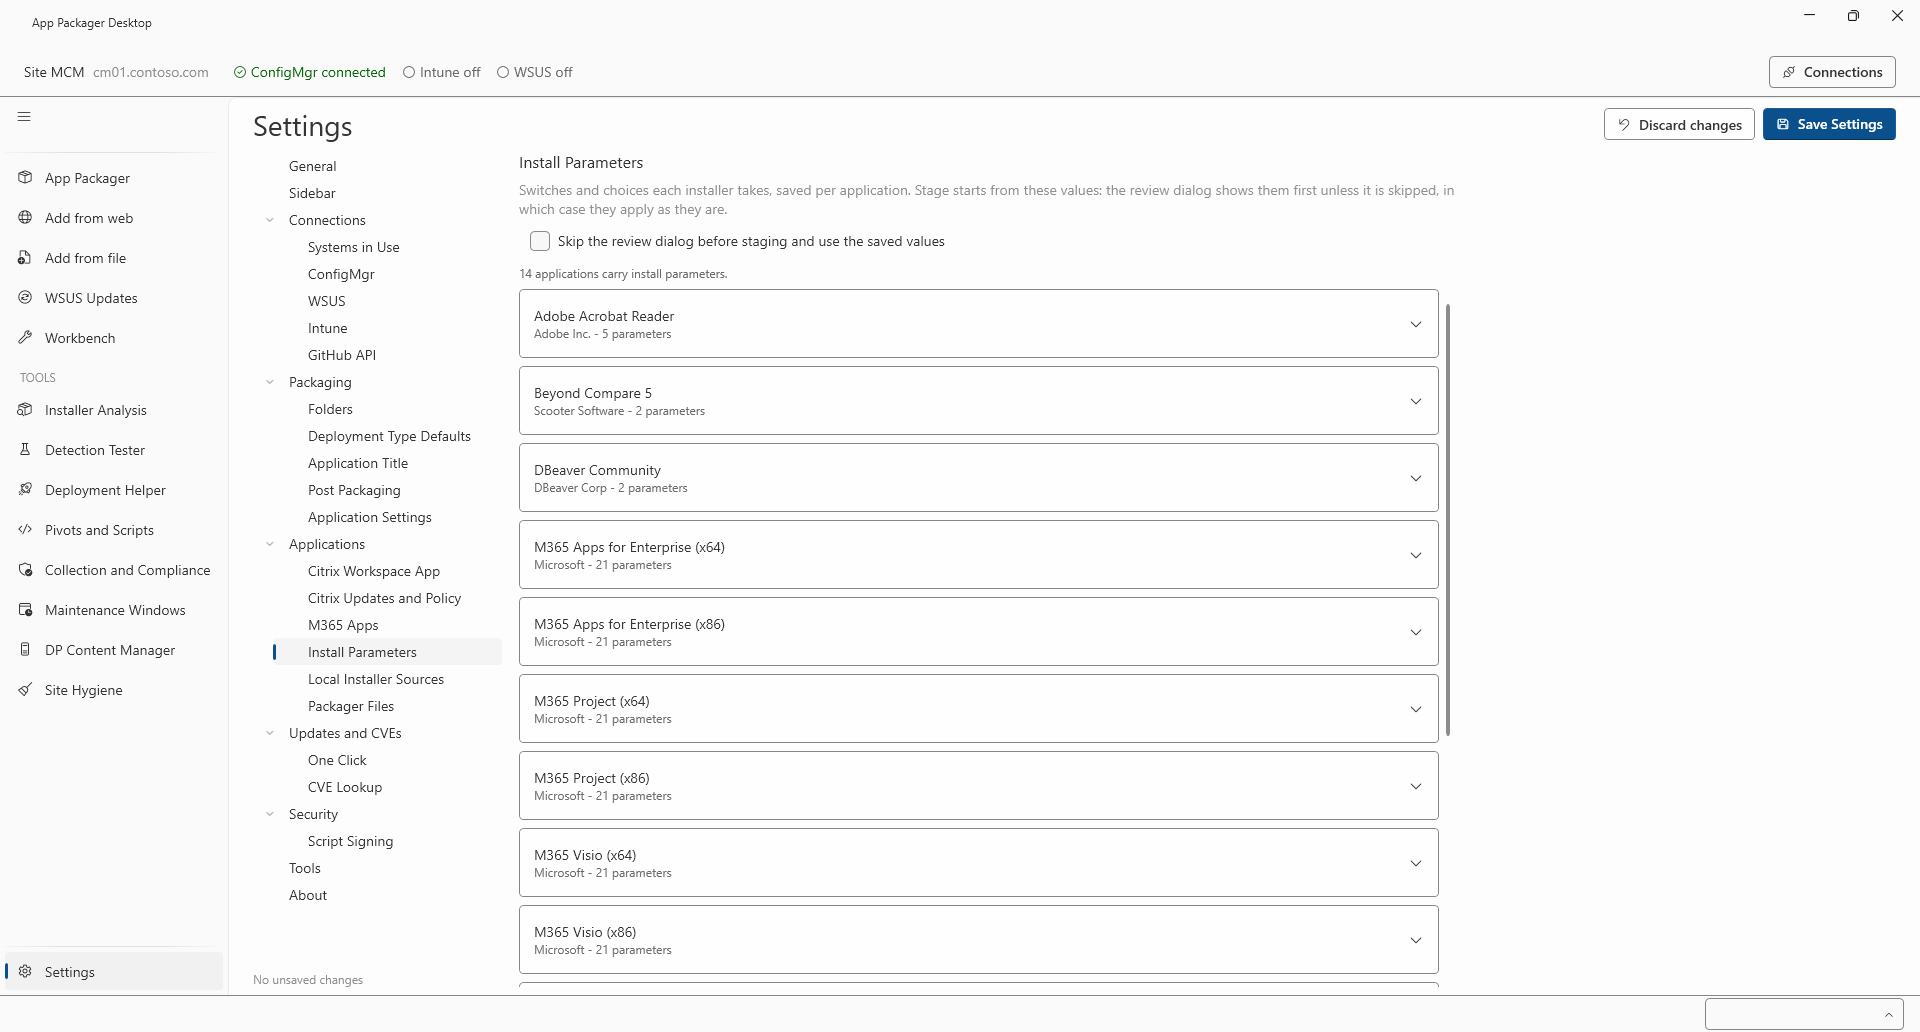 App Packager Desktop
Site MCM cm01.contoso.com ConfigMgr connected Intune off WSUS off Connections
Settings
Discard changes Save Settings
App Packager
Add from web
Add from file
WSUS Updates
Workbench
TOOLS
Installer Analysis
Detection Tester
Deployment Helper
Pivots and Scripts
Collection and Compliance
Maintenance Windows
DP Content Manager
Site Hygiene
Settings
General
Sidebar
Connections
Systems in Use
ConfigMgr
WSUS
Intune
GitHub API
Packaging
Folders
Deployment Type Defaults
Application Title
Post Packaging
Application Settings
Applications
Citrix Workspace App
Citrix Updates and Policy
M365 Apps
Install Parameters
Local Installer Sources
Packager Files
Updates and CVEs
One Click
CVE Lookup
Security
Script Signing
Tools
About
No unsaved changes
Install Parameters
Switches and choices each installer takes, saved per application. Stage starts from these values: the review dialog shows them first unless it is skipped, in
which case they apply as they are.
Skip the review dialog before staging and use the saved values
14 applications carry install parameters.
Adobe Acrobat Reader
Adobe Inc. - 5 parameters
Beyond Compare 5
Scooter Software - 2 parameters
DBeaver Community
DBeaver Corp - 2 parameters
M365 Apps for Enterprise (x64)
Microsoft - 21 parameters
M365 Apps for Enterprise (x86)
Microsoft - 21 parameters
M365 Project (x64)
Microsoft - 21 parameters
M365 Project (x86)
Microsoft - 21 parameters
M365 Visio (x64)
Microsoft - 21 parameters
M365 Visio (x86)
Microsoft - 21 parameters